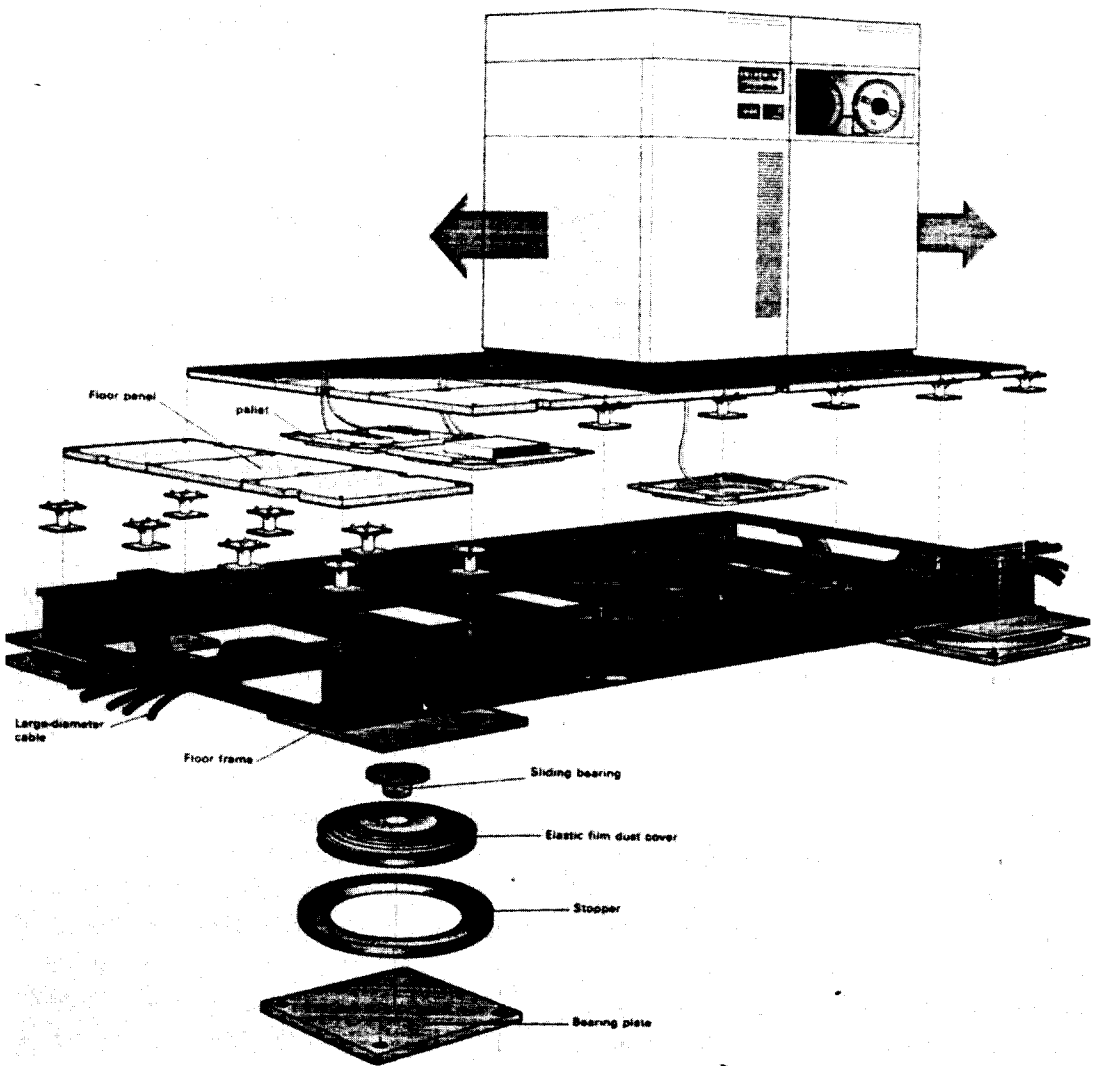 Floor panel
pallet
Large-diameter
cable
Floor frame
Sliding bearing
Elastic film dust cover
Stopper
Bearing plate